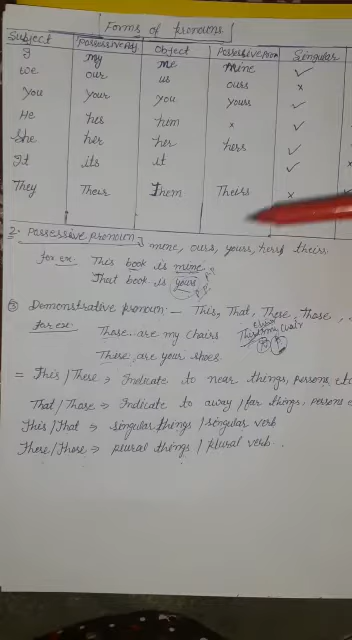 Forms of pronouns
Subject Possessive Adj Object Possessive Pron Singular
I my me mine ✓
we our us ours ×
You your you yours ✓
He his him × ✓
She her her hers ✓
It its it ✓
They Their Them Theirs ×
2. Possessive pronoun } mine, ours, yours, hers, theirs
for ex. This book is mine.
That book is yours.
③ Demonstrative pronoun – This, That, These, Those,
for ex: Those are my chairs
These are your shoes.
= This/These ⇒ Indicate to near things, persons etc
That/Those ⇒ Indicate to away/far things, persons
This/That ⇒ singular things / singular verb
These/Those ⇒ plural things / plural verb.